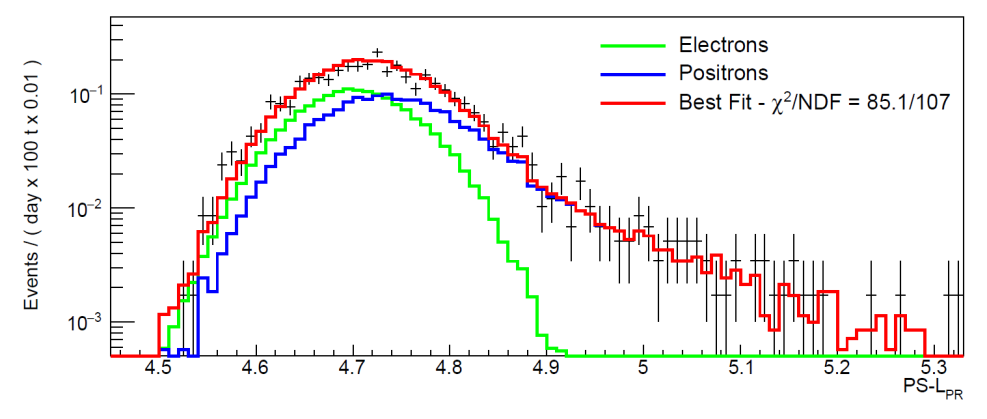 Events / ( day x 100 t x 0.01 )
10⁻¹
10⁻²
10⁻³
Electrons
Positrons
Best Fit - χ²/NDF = 85.1/107
4.5 4.6 4.7 4.8 4.9 5 5.1 5.2 5.3
PS-L_PR